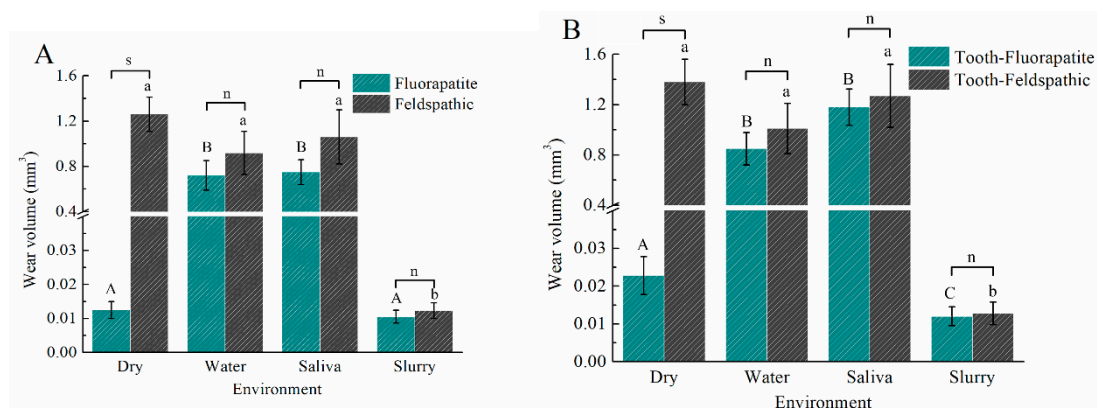 A
s
n
n
n
a
a
a
b
A
B
B
A
Fluorapatite
Feldspathic
1.6
1.2
0.8
0.4
0.03
0.02
0.01
0.00
Wear volume (mm³)
Dry Water Saliva Slurry
Environment
B
s
n
n
n
a
a
a
b
A
B
B
C
Tooth-Fluorapatite
Tooth-Feldspathic
1.6
1.2
0.8
0.4
0.03
0.02
0.01
0.00
Wear volume (mm³)
Dry Water Saliva Slurry
Environment